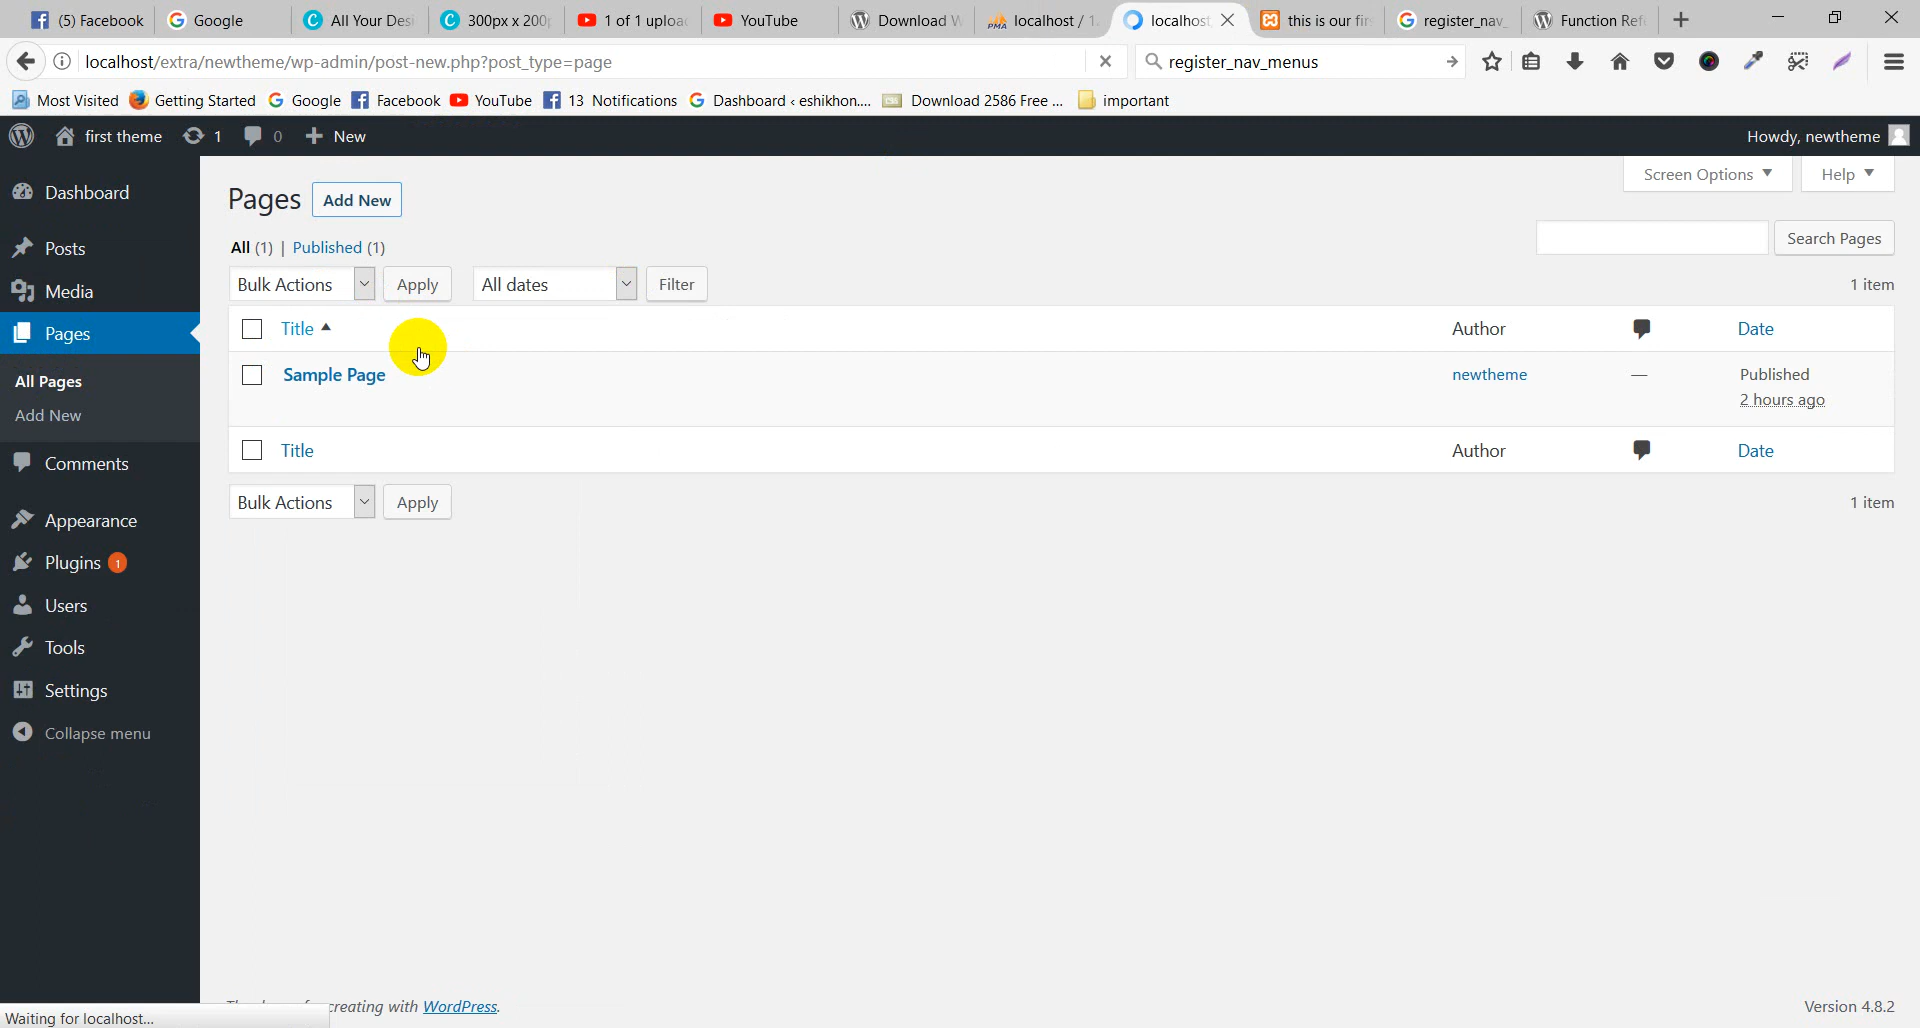 (5) Facebook
Google
All Your Des
300px x 200p
1 of 1 uploa
YouTube
Download W
localhost / 1
localhost
this is our fir
register_nav_
Function Ref
localhost/extra/newtheme/wp-admin/post-new.php?post_type=page
register_nav_menus
Most Visited
Getting Started
Google
Facebook
YouTube
13 Notifications
Dashboard ‹ eshikhon....
Download 2586 Free ...
important
first theme
1
0
New
Howdy, newtheme
Dashboard
Posts
Media
Pages
All Pages
Add New
Comments
Appearance
Plugins 1
Users
Tools
Settings
Collapse menu
Screen Options
Help
Pages Add New
All (1) | Published (1)
Search Pages
Bulk Actions Apply All dates Filter 1 item
Title Author Date
Sample Page newtheme — Published
2 hours ago
Title Author Date
Bulk Actions Apply 1 item
creating with WordPress.
Version 4.8.2
Waiting for localhost...